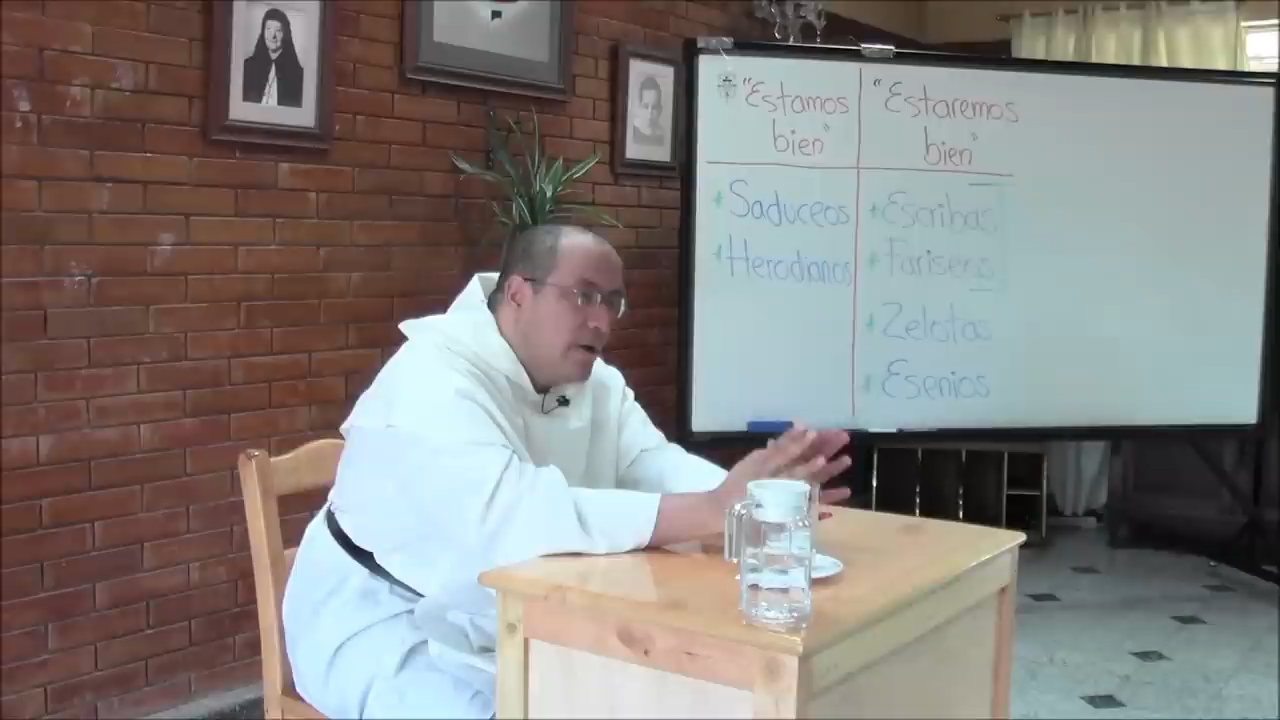 "Estamos
bien"
"Estaremos
bien"
+ Saduceos
+ Herodianos
+ Escribas
+ Fariseos
+ Zelotas
+ Esenios